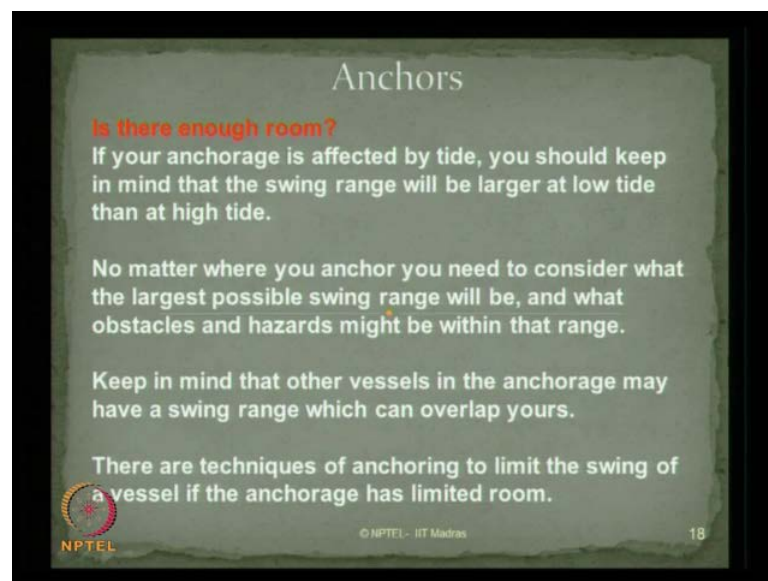 Anchors
Is there enough room?
If your anchorage is affected by tide, you should keep
in mind that the swing range will be larger at low tide
than at high tide.
No matter where you anchor you need to consider what
the largest possible swing range will be, and what
obstacles and hazards might be within that range.
Keep in mind that other vessels in the anchorage may
have a swing range which can overlap yours.
There are techniques of anchoring to limit the swing of
a vessel if the anchorage has limited room.
© NPTEL- IIT Madras
18
NPTEL